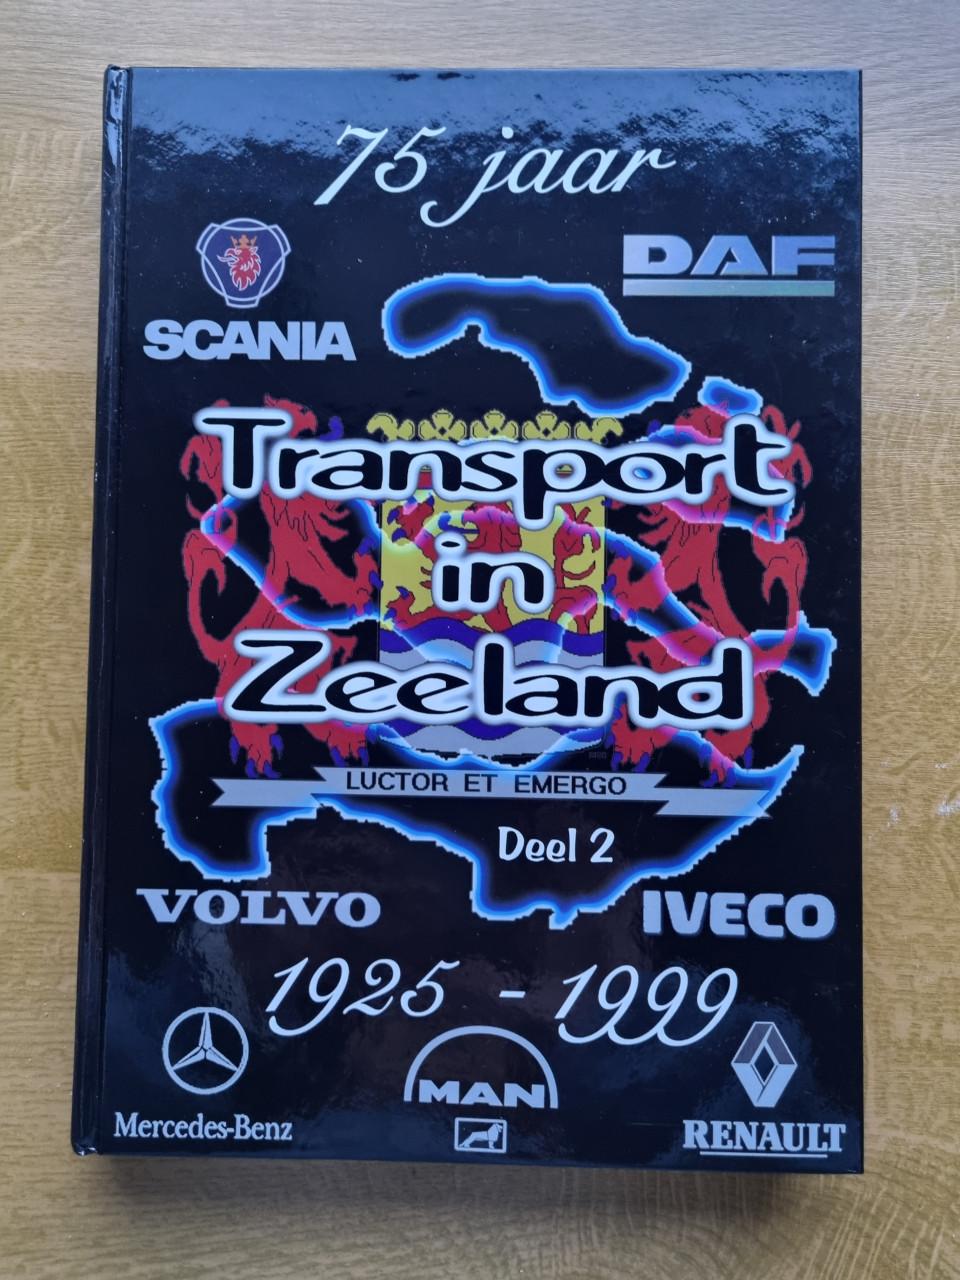 75 jaar
DAF
SCANIA
Transport
in
Zeeland
LUCTOR ET EMERGO
Deel 2
VOLVO
IVECO
1925 - 1999
MAN
Mercedes-Benz
RENAULT